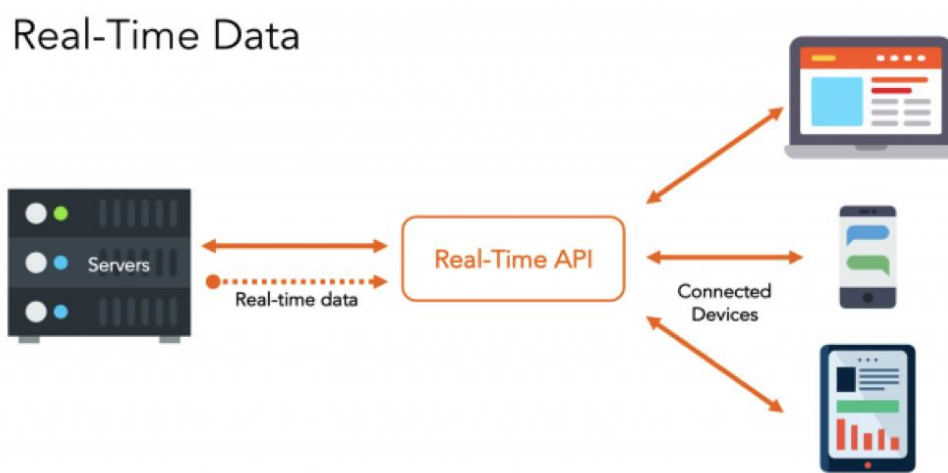 Real-Time Data
Servers
Real-time data
Real-Time API
Connected
Devices